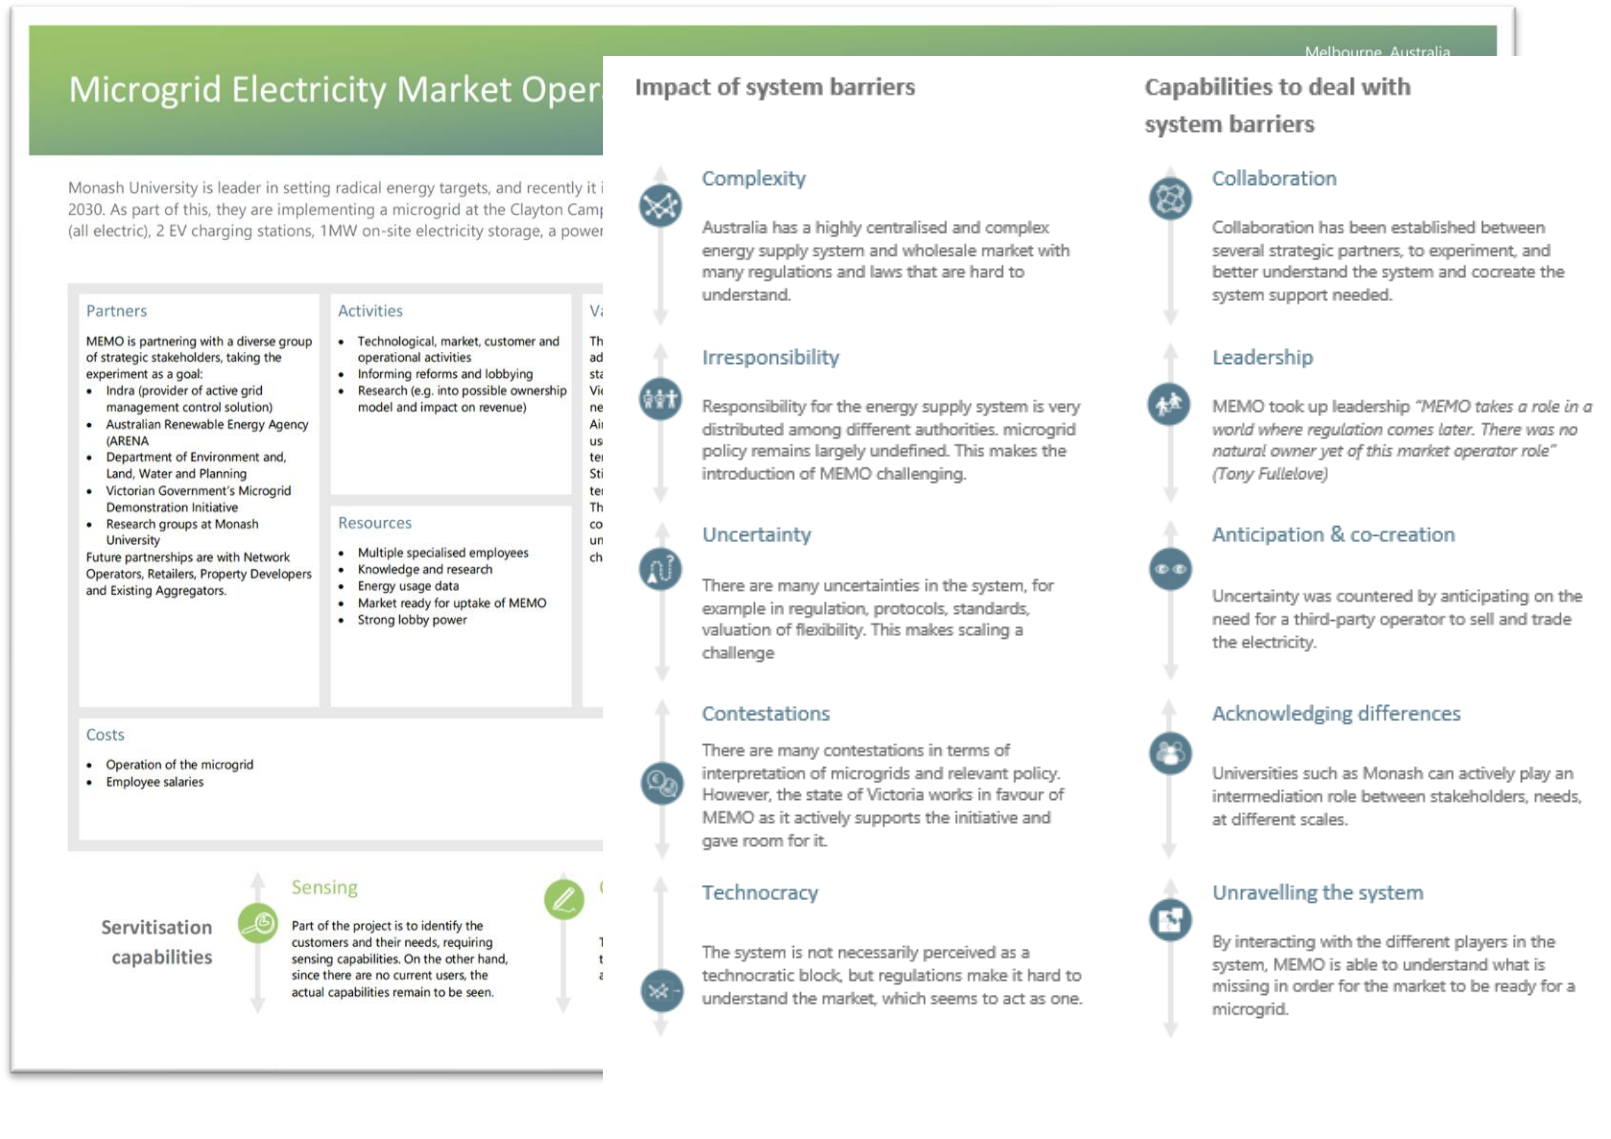 Melbourne, Australia
Microgrid Electricity Market Oper
Monash University is leader in setting radical energy targets, and recently it i
2030. As part of this, they are implementing a microgrid at the Clayton Camp
(all electric), 2 EV charging stations, 1MW on-site electricity storage, a power
Partners
MEMO is partnering with a diverse group
of strategic stakeholders, taking the
experiment as a goal:
• Indra (provider of active grid
management control solution)
• Australian Renewable Energy Agency
(ARENA
• Department of Environment and,
Land, Water and Planning
• Victorian Government's Microgrid
Demonstration Initiative
• Research groups at Monash
University
Future partnerships are with Network
Operators, Retailers, Property Developers
and Existing Aggregators.
Activities
• Technological, market, customer and
operational activities
• Informing reforms and lobbying
• Research (e.g. into possible ownership
model and impact on revenue)
Resources
• Multiple specialised employees
• Knowledge and research
• Energy usage data
• Market ready for uptake of MEMO
• Strong lobby power
Va
Th
ad
sta
Vic
ne
Air
use
ter
Sti
ter
Th
co
un
ch
Costs
• Operation of the microgrid
• Employee salaries
Servitisation
capabilities
Sensing
Part of the project is to identify the
customers and their needs, requiring
sensing capabilities. On the other hand,
since there are no current users, the
actual capabilities remain to be seen.
Impact of system barriers
Complexity
Australia has a highly centralised and complex
energy supply system and wholesale market with
many regulations and laws that are hard to
understand.
Irresponsibility
Responsibility for the energy supply system is very
distributed among different authorities. microgrid
policy remains largely undefined. This makes the
introduction of MEMO challenging.
Uncertainty
There are many uncertainties in the system, for
example in regulation, protocols, standards,
valuation of flexibility. This makes scaling a
challenge
Contestations
There are many contestations in terms of
interpretation of microgrids and relevant policy.
However, the state of Victoria works in favour of
MEMO as it actively supports the initiative and
gave room for it.
Technocracy
The system is not necessarily perceived as a
technocratic block, but regulations make it hard to
understand the market, which seems to act as one.
Capabilities to deal with
system barriers
Collaboration
Collaboration has been established between
several strategic partners, to experiment, and
better understand the system and cocreate the
system support needed.
Leadership
MEMO took up leadership “MEMO takes a role in a
world where regulation comes later. There was no
natural owner yet of this market operator role”
(Tony Fullelove)
Anticipation & co-creation
Uncertainty was countered by anticipating on the
need for a third-party operator to sell and trade
the electricity.
Acknowledging differences
Universities such as Monash can actively play an
intermediation role between stakeholders, needs,
at different scales.
Unravelling the system
By interacting with the different players in the
system, MEMO is able to understand what is
missing in order for the market to be ready for a
microgrid.